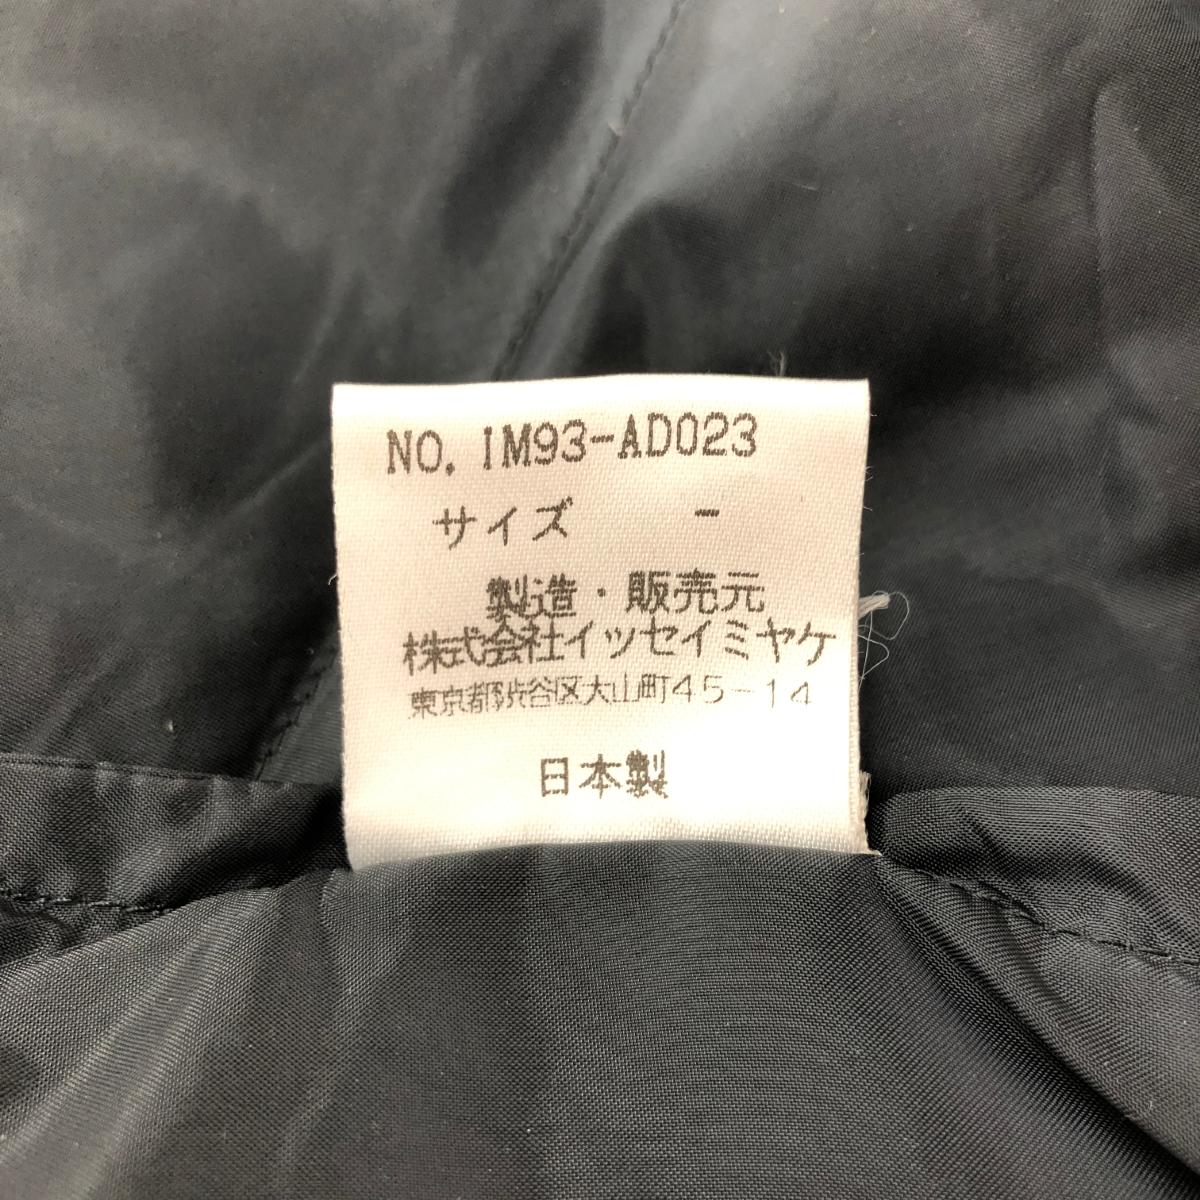 NO. IM93-AD023
サイズ -
製造・販売元
株式会社イッセイミヤケ
東京都渋谷区大山町45-14
日本製